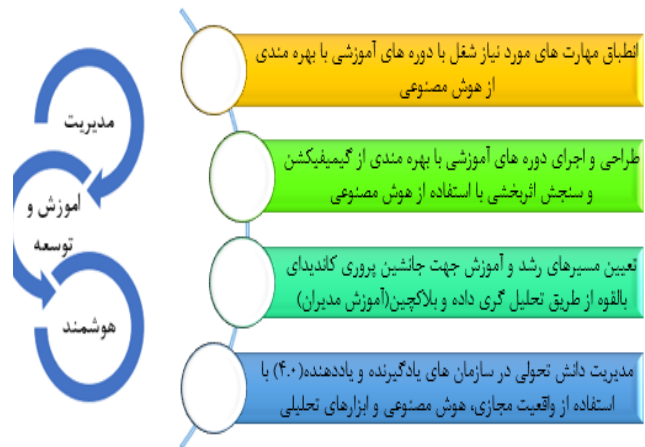 مدیریت
آموزش و
توسعه
هوشمند
انطباق مهارت های مورد نیاز شغل با دوره های آموزشی با بهره مندی
از هوش مصنوعی
طراحی و اجرای دوره های آموزشی با بهره مندی از گیمیفیکشن
و سنجش اثربخشی با استفاده از هوش مصنوعی
تعیین مسیرهای رشد و آموزش جهت جانشین پروری کاندیدای
بالقوه از طریق تحلیل گری داده و بلاکچین(آموزش مدیران)
مدیریت دانش تحولی در سازمان های یادگیرنده و یاددهنده(۴.۰) با
استفاده از واقعیت مجازی، هوش مصنوعی و ابزارهای تحلیلی